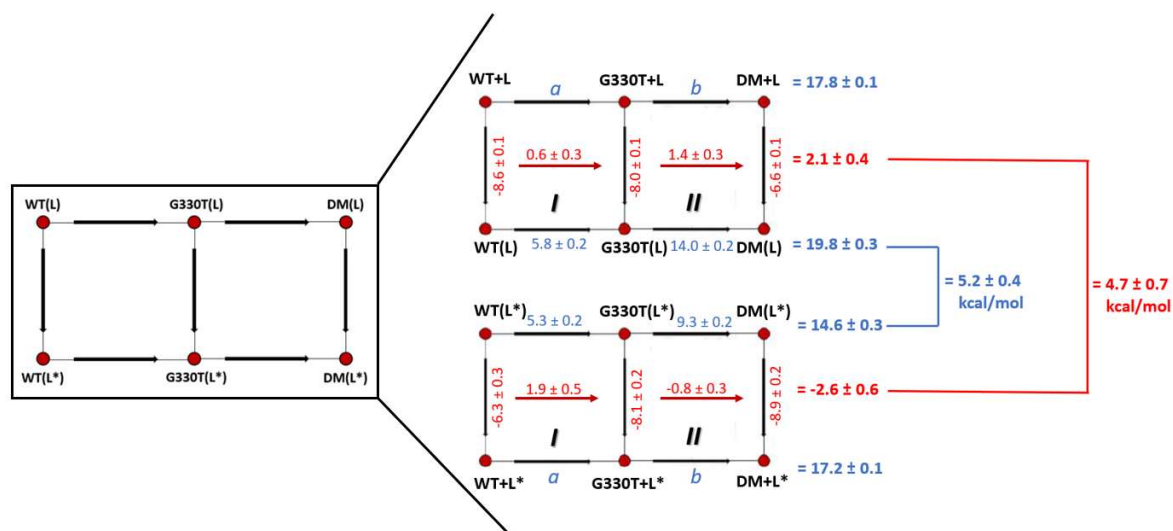 WT+L
G330T+L
DM+L
= 17.8 ± 0.1
a
b
-8.6 ± 0.1
0.6 ± 0.3
-8.0 ± 0.1
1.4 ± 0.3
-6.6 ± 0.1
= 2.1 ± 0.4
I
II
WT(L)
5.8 ± 0.2
G330T(L)
14.0 ± 0.2
DM(L)
= 19.8 ± 0.3
WT(L)
G330T(L)
DM(L)
WT(L*)
G330T(L*)
DM(L*)
= 5.2 ± 0.4
kcal/mol
= 4.7 ± 0.7
kcal/mol
WT(L*)
5.3 ± 0.2
G330T(L*)
9.3 ± 0.2
DM(L*)
= 14.6 ± 0.3
-6.3 ± 0.3
1.9 ± 0.5
-8.1 ± 0.2
-0.8 ± 0.3
-8.9 ± 0.2
= -2.6 ± 0.6
I
II
a
b
= 17.2 ± 0.1
WT+L*
G330T+L*
DM+L*